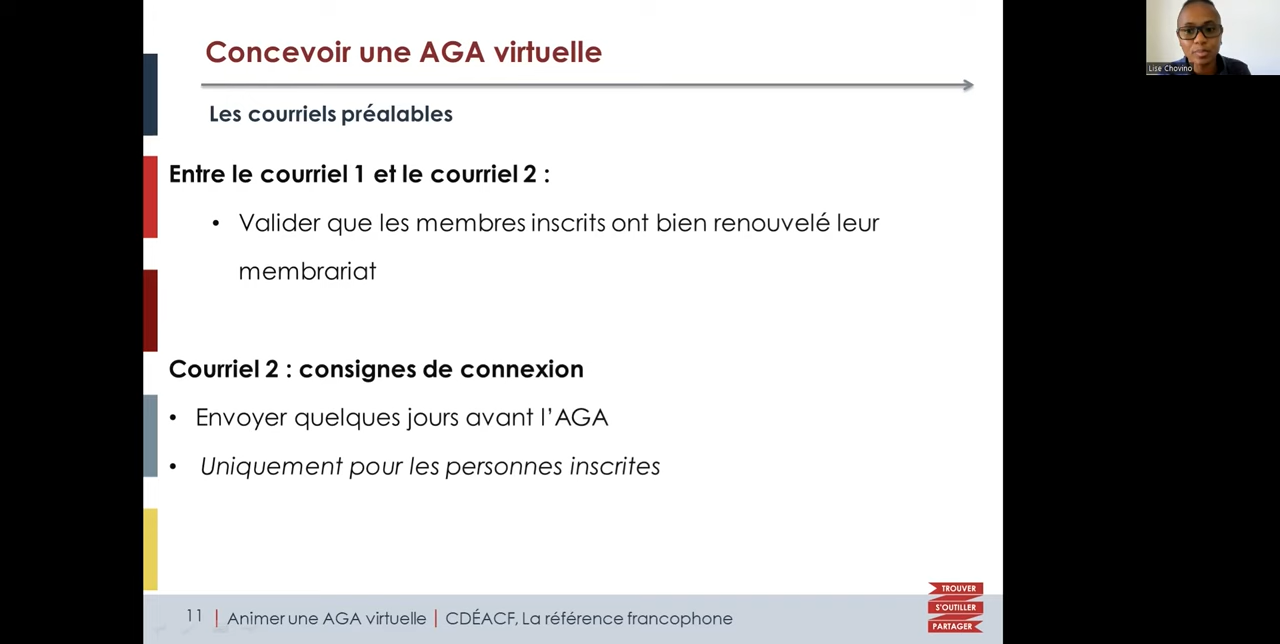 Concevoir une AGA virtuelle
Lise Chovino
Les courriels préalables
Entre le courriel 1 et le courriel 2 :
• Valider que les membres inscrits ont bien renouvelé leur
membrariat
Courriel 2 : consignes de connexion
• Envoyer quelques jours avant l’AGA
• Uniquement pour les personnes inscrites
11 | Animer une AGA virtuelle | CDÉACF, La référence francophone
TROUVER
S'OUTILLER
PARTAGER